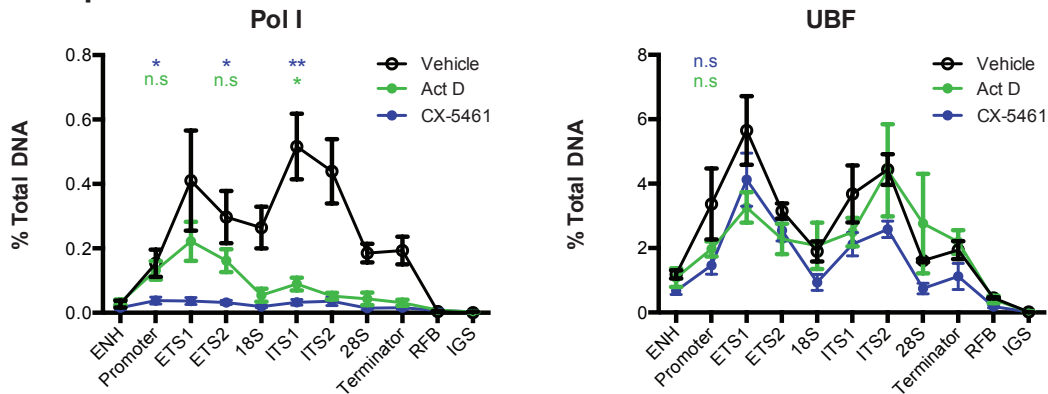 Pol I
% Total DNA
0.8
0.6
0.4
0.2
0.0
* * **
n.s n.s *
Vehicle
Act D
CX-5461
ENH Promoter ETS1 ETS2 18S ITS1 ITS2 28S Terminator RFB IGS
UBF
% Total DNA
8
6
4
2
0
n.s
n.s
Vehicle
Act D
CX-5461
ENH Promoter ETS1 ETS2 18S ITS1 ITS2 28S Terminator RFB IGS